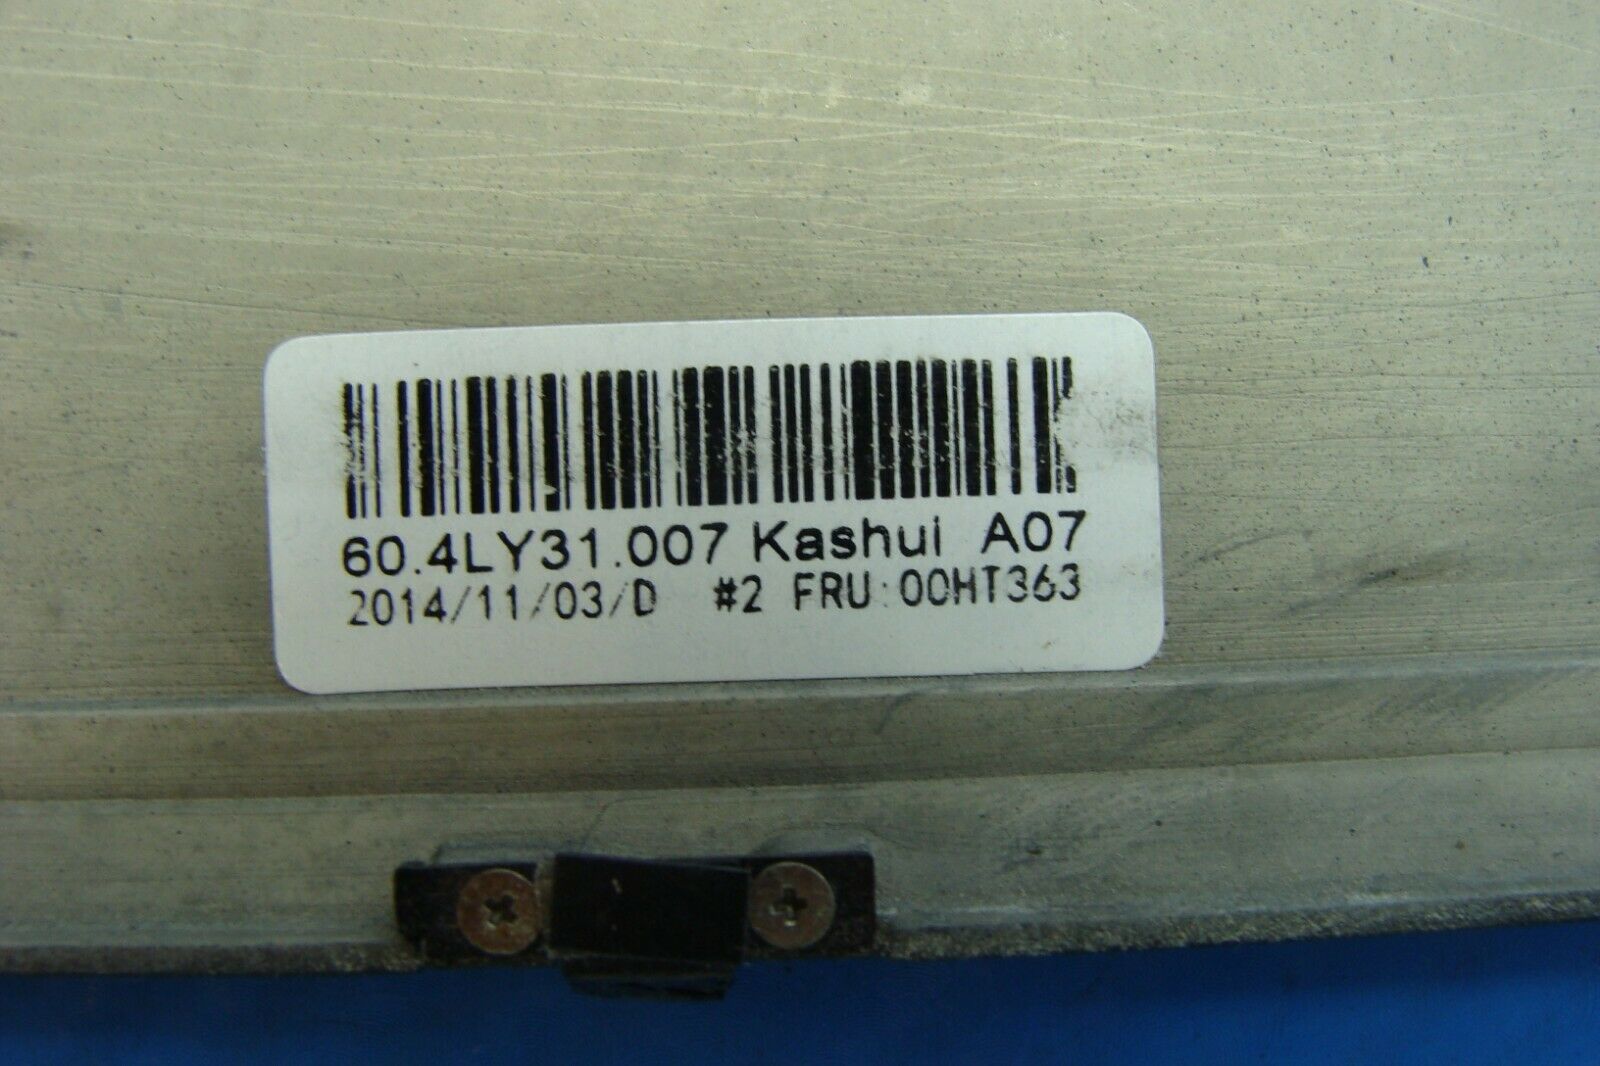 60.4LY31.007 Kashui A07
2014/11/03/D #2 FRU:00HT363